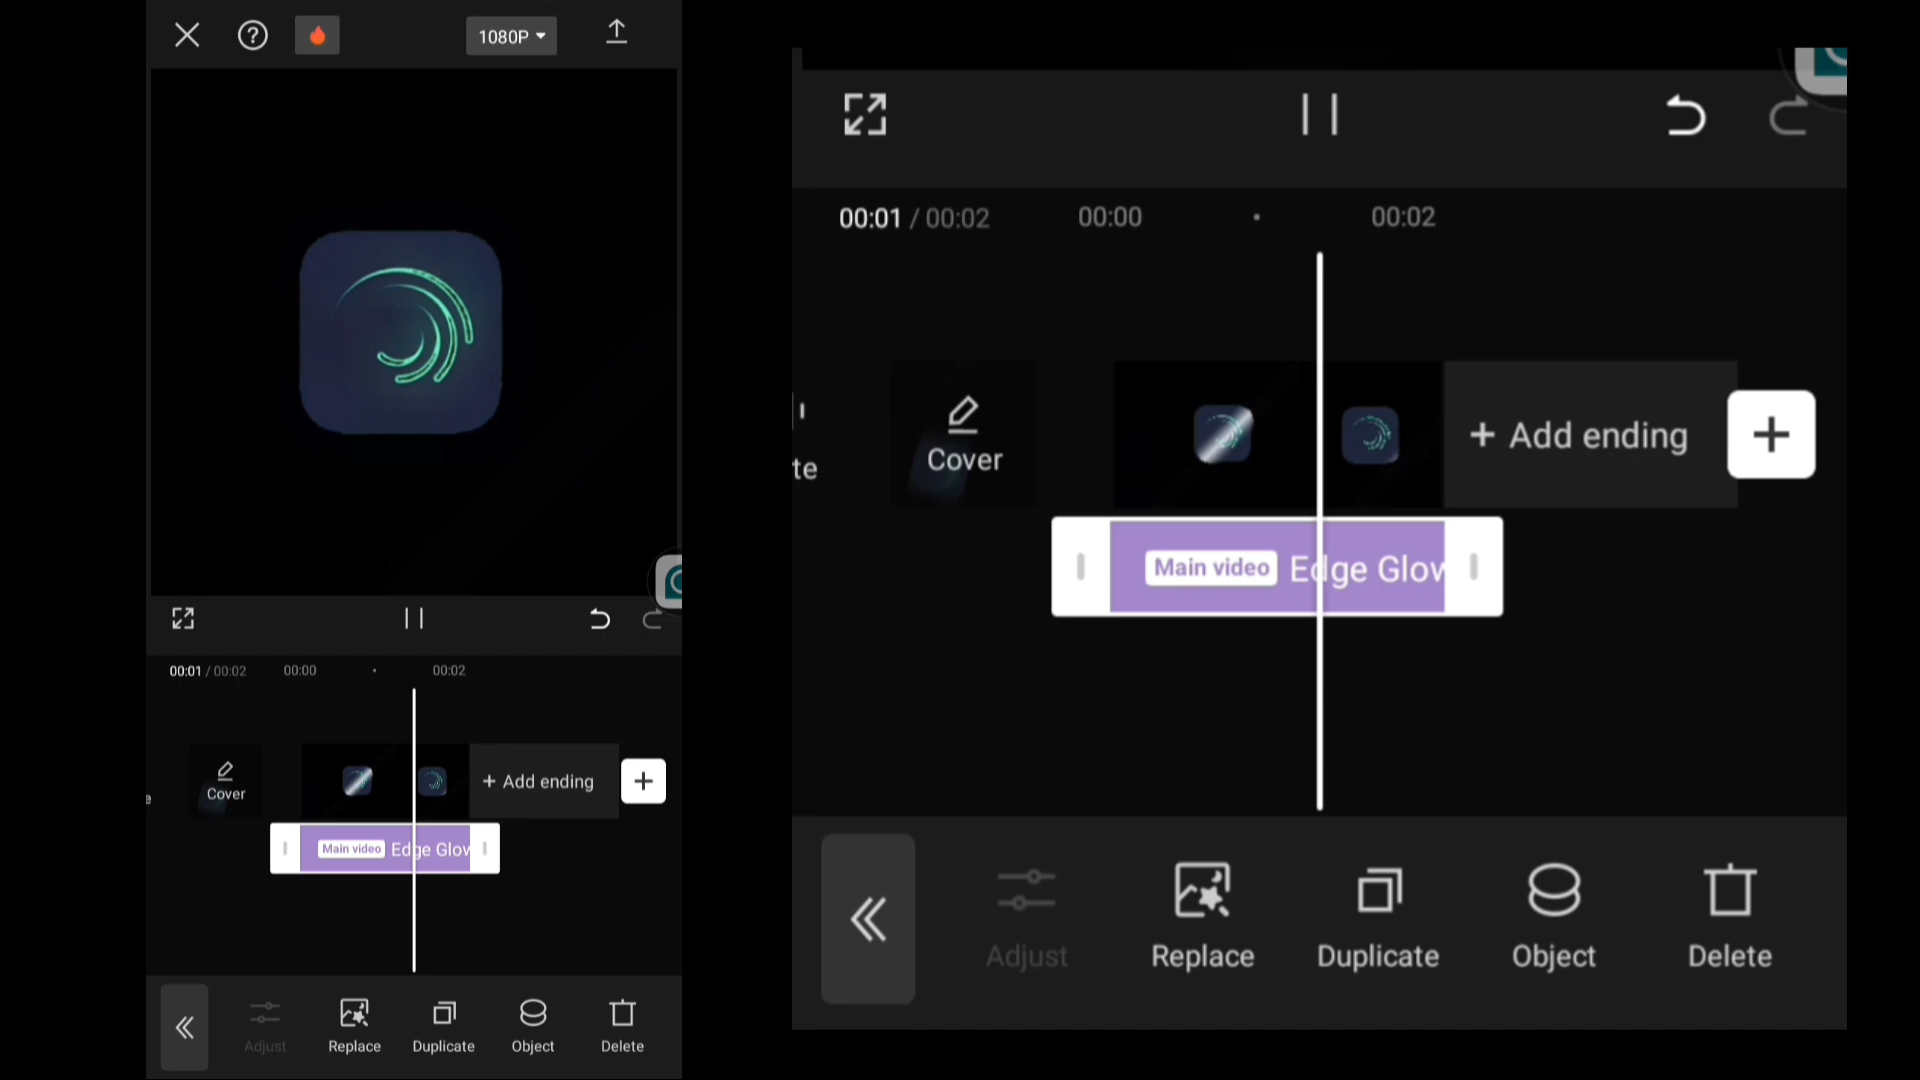 1080P
00:01 / 00:02
00:00
00:02
Cover
+ Add ending
Main video
Edge Glow
Adjust
Replace
Duplicate
Object
Delete
00:01 / 00:02
00:00
00:02
te
Cover
+ Add ending
Main video
Edge Glow
Adjust
Replace
Duplicate
Object
Delete